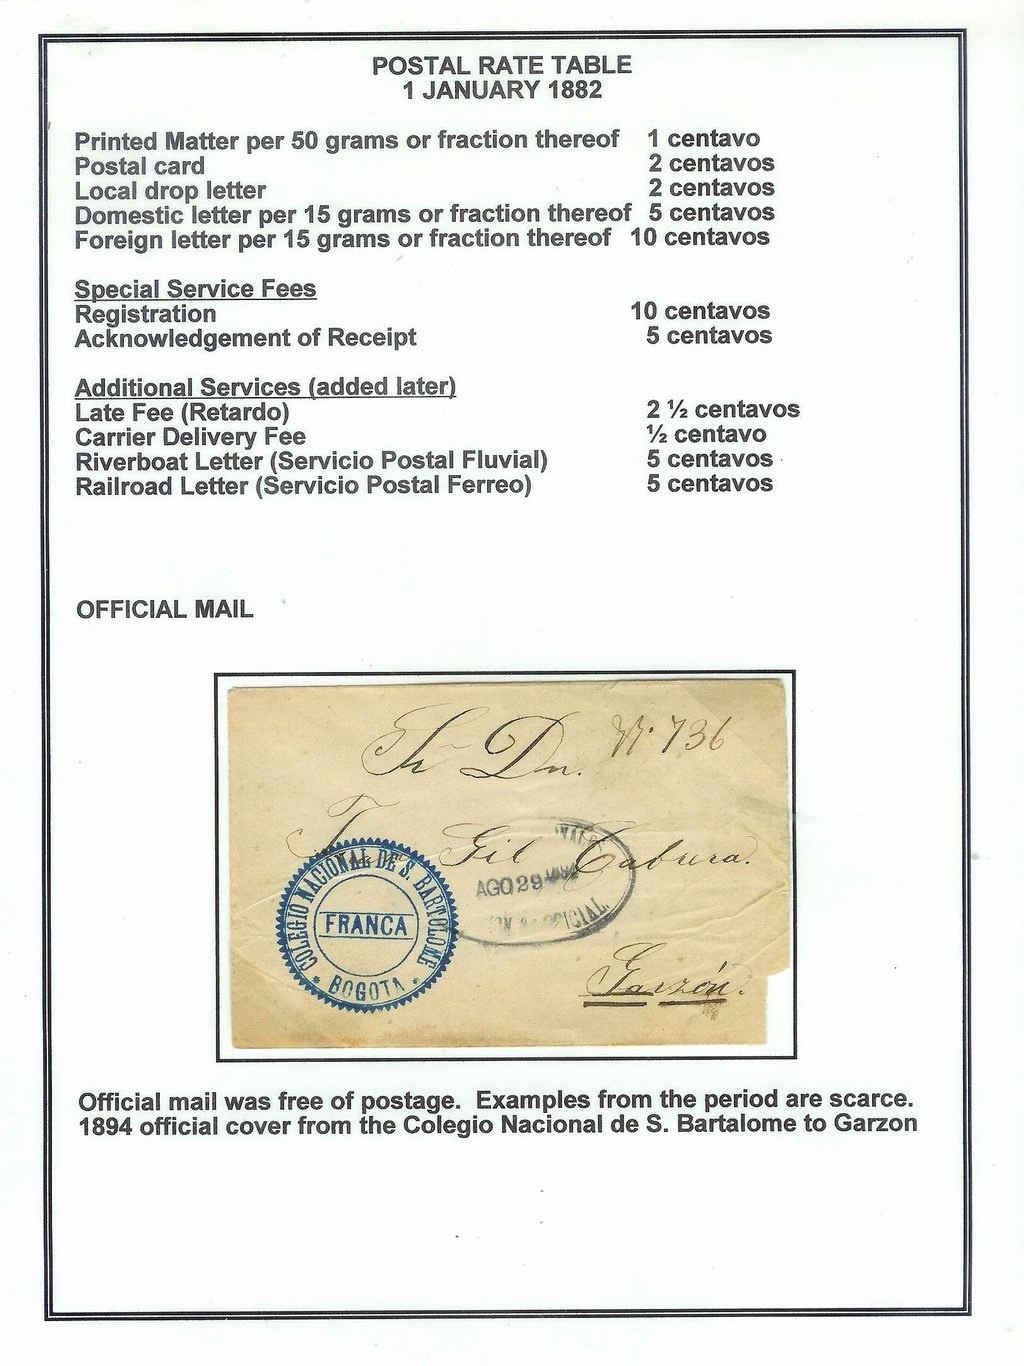 POSTAL RATE TABLE
1 JANUARY 1882
Printed Matter per 50 grams or fraction thereof 1 centavo
Postal card 2 centavos
Local drop letter 2 centavos
Domestic letter per 15 grams or fraction thereof 5 centavos
Foreign letter per 15 grams or fraction thereof 10 centavos
Special Service Fees
Registration 10 centavos
Acknowledgement of Receipt 5 centavos
Additional Services (added later)
Late Fee (Retardo) 2 ½ centavos
Carrier Delivery Fee ½ centavo
Riverboat Letter (Servicio Postal Fluvial) 5 centavos
Railroad Letter (Servicio Postal Ferreo) 5 centavos
OFFICIAL MAIL
Dn. 736
Gil Cabrera.
COLEGIO NACIONAL DE S. BARTOLOME
FRANCA
* BOGOTA *
AGO 29
OFICIAL.
Garzón.
Official mail was free of postage. Examples from the period are scarce.
1894 official cover from the Colegio Nacional de S. Bartalome to Garzon